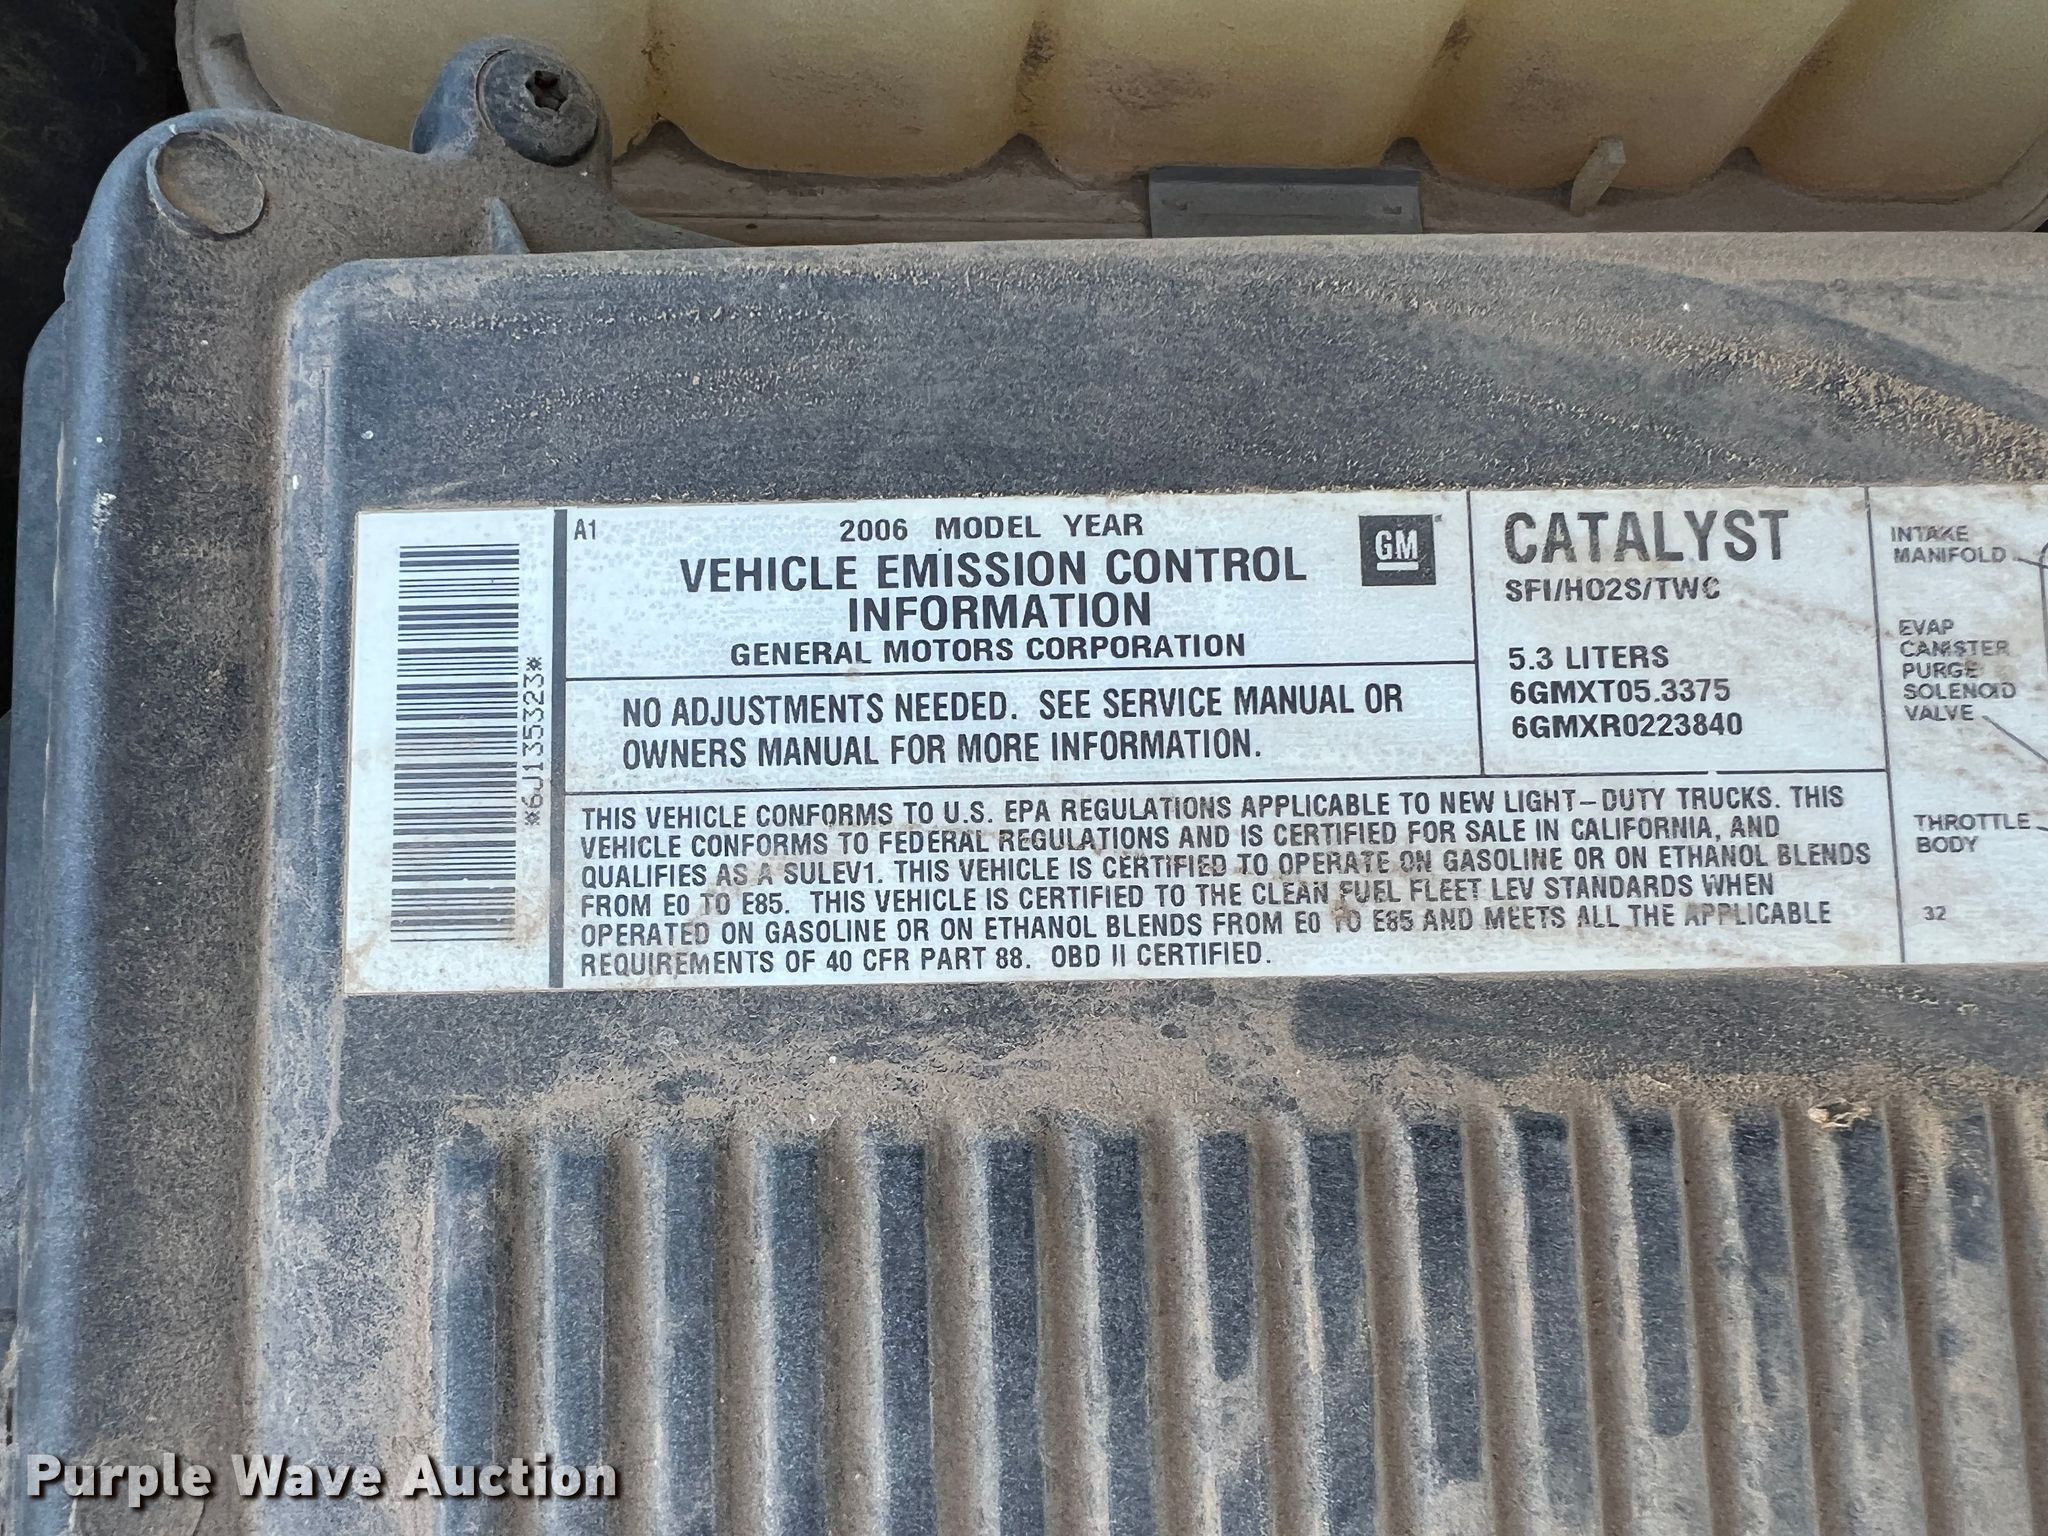 *6J135323*
A1
2006 MODEL YEAR
VEHICLE EMISSION CONTROL
INFORMATION
GENERAL MOTORS CORPORATION
GM
NO ADJUSTMENTS NEEDED. SEE SERVICE MANUAL OR
OWNERS MANUAL FOR MORE INFORMATION.
CATALYST
SFI/HO2S/TWC
5.3 LITERS
6GMXT05.3375
6GMXR0223840
THIS VEHICLE CONFORMS TO U.S. EPA REGULATIONS APPLICABLE TO NEW LIGHT-DUTY TRUCKS. THIS
VEHICLE CONFORMS TO FEDERAL REGULATIONS AND IS CERTIFIED FOR SALE IN CALIFORNIA, AND
QUALIFIES AS A SULEV1. THIS VEHICLE IS CERTIFIED TO OPERATE ON GASOLINE OR ON ETHANOL BLENDS
FROM E0 TO E85. THIS VEHICLE IS CERTIFIED TO THE CLEAN FUEL FLEET LEV STANDARDS WHEN
OPERATED ON GASOLINE OR ON ETHANOL BLENDS FROM E0 TO E85 AND MEETS ALL THE APPLICABLE
REQUIREMENTS OF 40 CFR PART 88. OBD II CERTIFIED.
INTAKE
MANIFOLD
EVAP
CANISTER
PURGE
SOLENOID
VALVE
THROTTLE
BODY
32
Purple Wave Auction